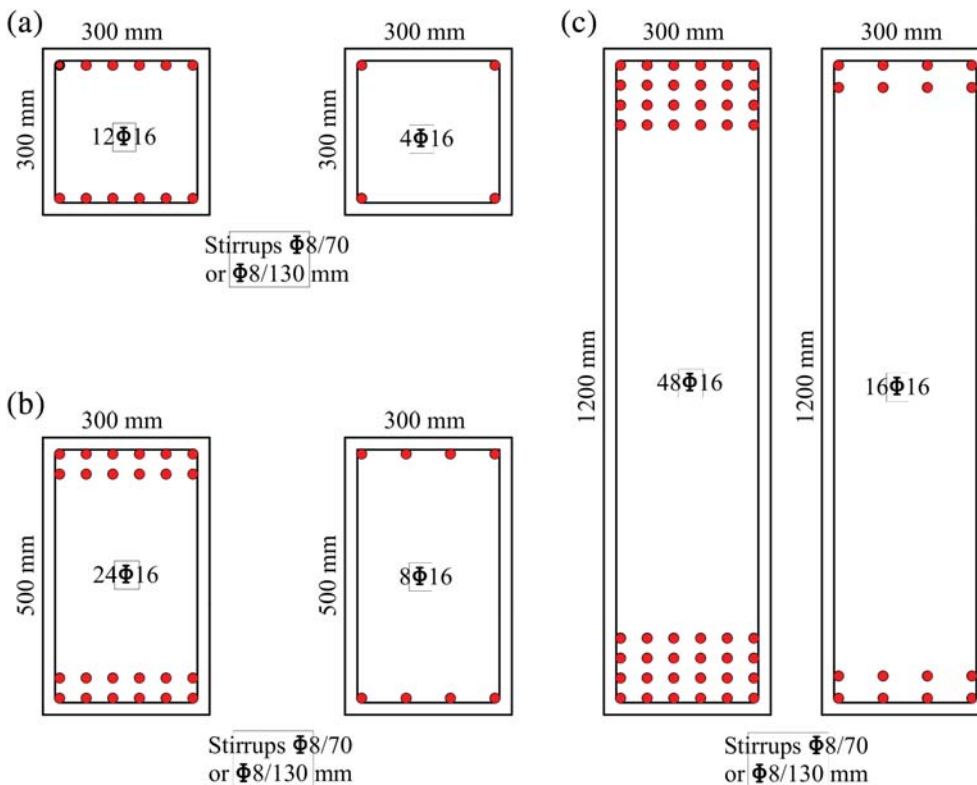 (a)
300 mm
300 mm
300 mm
12Φ16
300 mm
4Φ16
Stirrups Φ8/70
or Φ8/130 mm
(b)
300 mm
300 mm
500 mm
24Φ16
500 mm
8Φ16
Stirrups Φ8/70
or Φ8/130 mm
(c)
300 mm
300 mm
1200 mm
48Φ16
1200 mm
16Φ16
Stirrups Φ8/70
or Φ8/130 mm